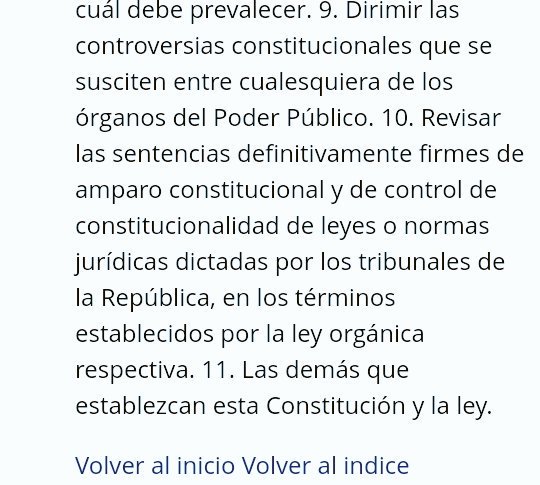 cuál debe prevalecer. 9. Dirimir las
controversias constitucionales que se
susciten entre cualesquiera de los
órganos del Poder Público. 10. Revisar
las sentencias definitivamente firmes de
amparo constitucional y de control de
constitucionalidad de leyes o normas
jurídicas dictadas por los tribunales de
la República, en los términos
establecidos por la ley orgánica
respectiva. 11. Las demás que
establezcan esta Constitución y la ley.
Volver al inicio Volver al indice